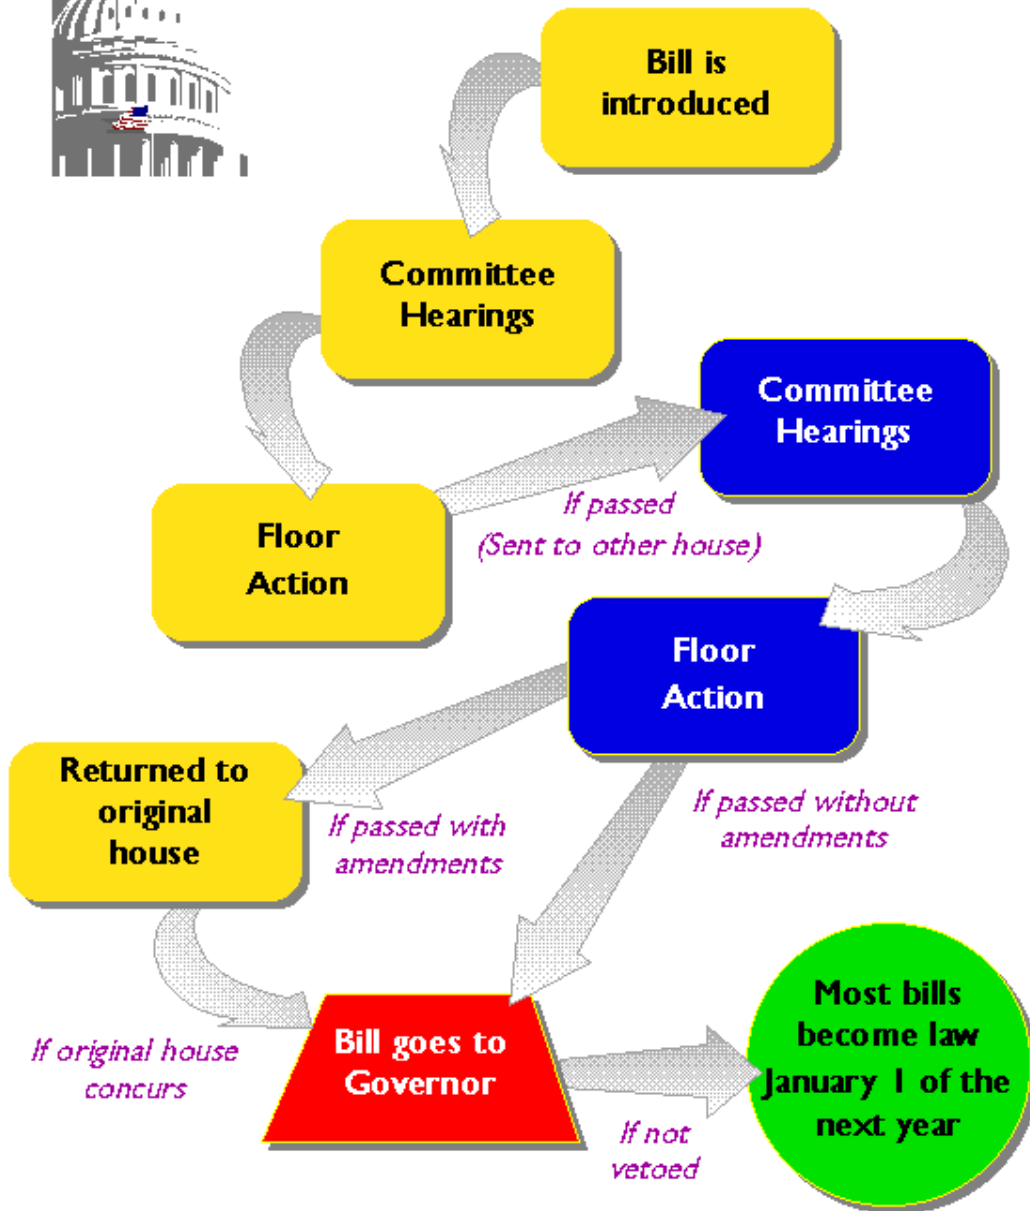 Bill is
introduced
Committee
Hearings
Committee
Hearings
If passed
(Sent to other house)
Floor
Action
Floor
Action
Returned to
original
house
If passed with
amendments
If passed without
amendments
If original house
concurs
Bill goes to
Governor
If not
vetoed
Most bills
become law
January 1 of the
next year